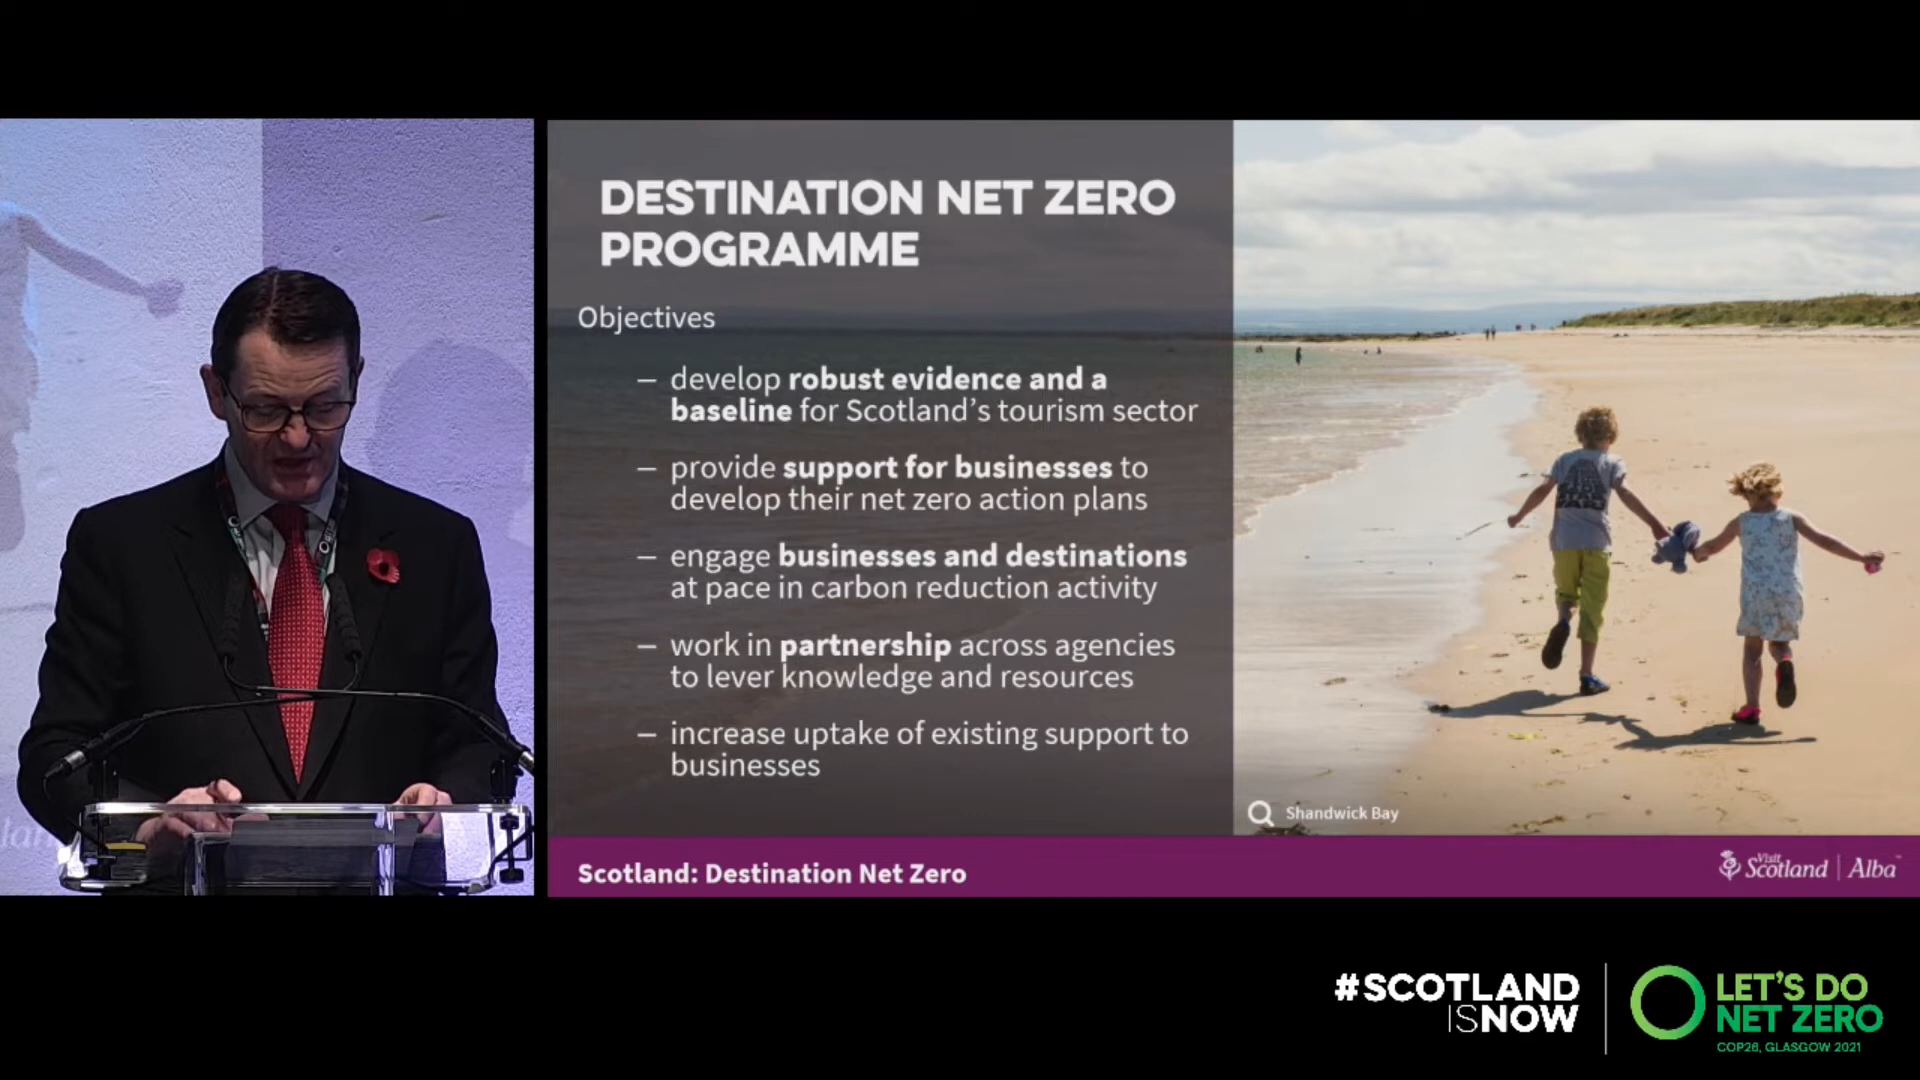 DESTINATION NET ZERO
PROGRAMME
Objectives
– develop robust evidence and a
baseline for Scotland's tourism sector
– provide support for businesses to
develop their net zero action plans
– engage businesses and destinations
at pace in carbon reduction activity
– work in partnership across agencies
to lever knowledge and resources
– increase uptake of existing support to
businesses
Shandwick Bay
Scotland: Destination Net Zero
Visit
Scotland | Alba
#SCOTLAND
ISNOW
LET'S DO
NET ZERO
COP26, GLASGOW 2021